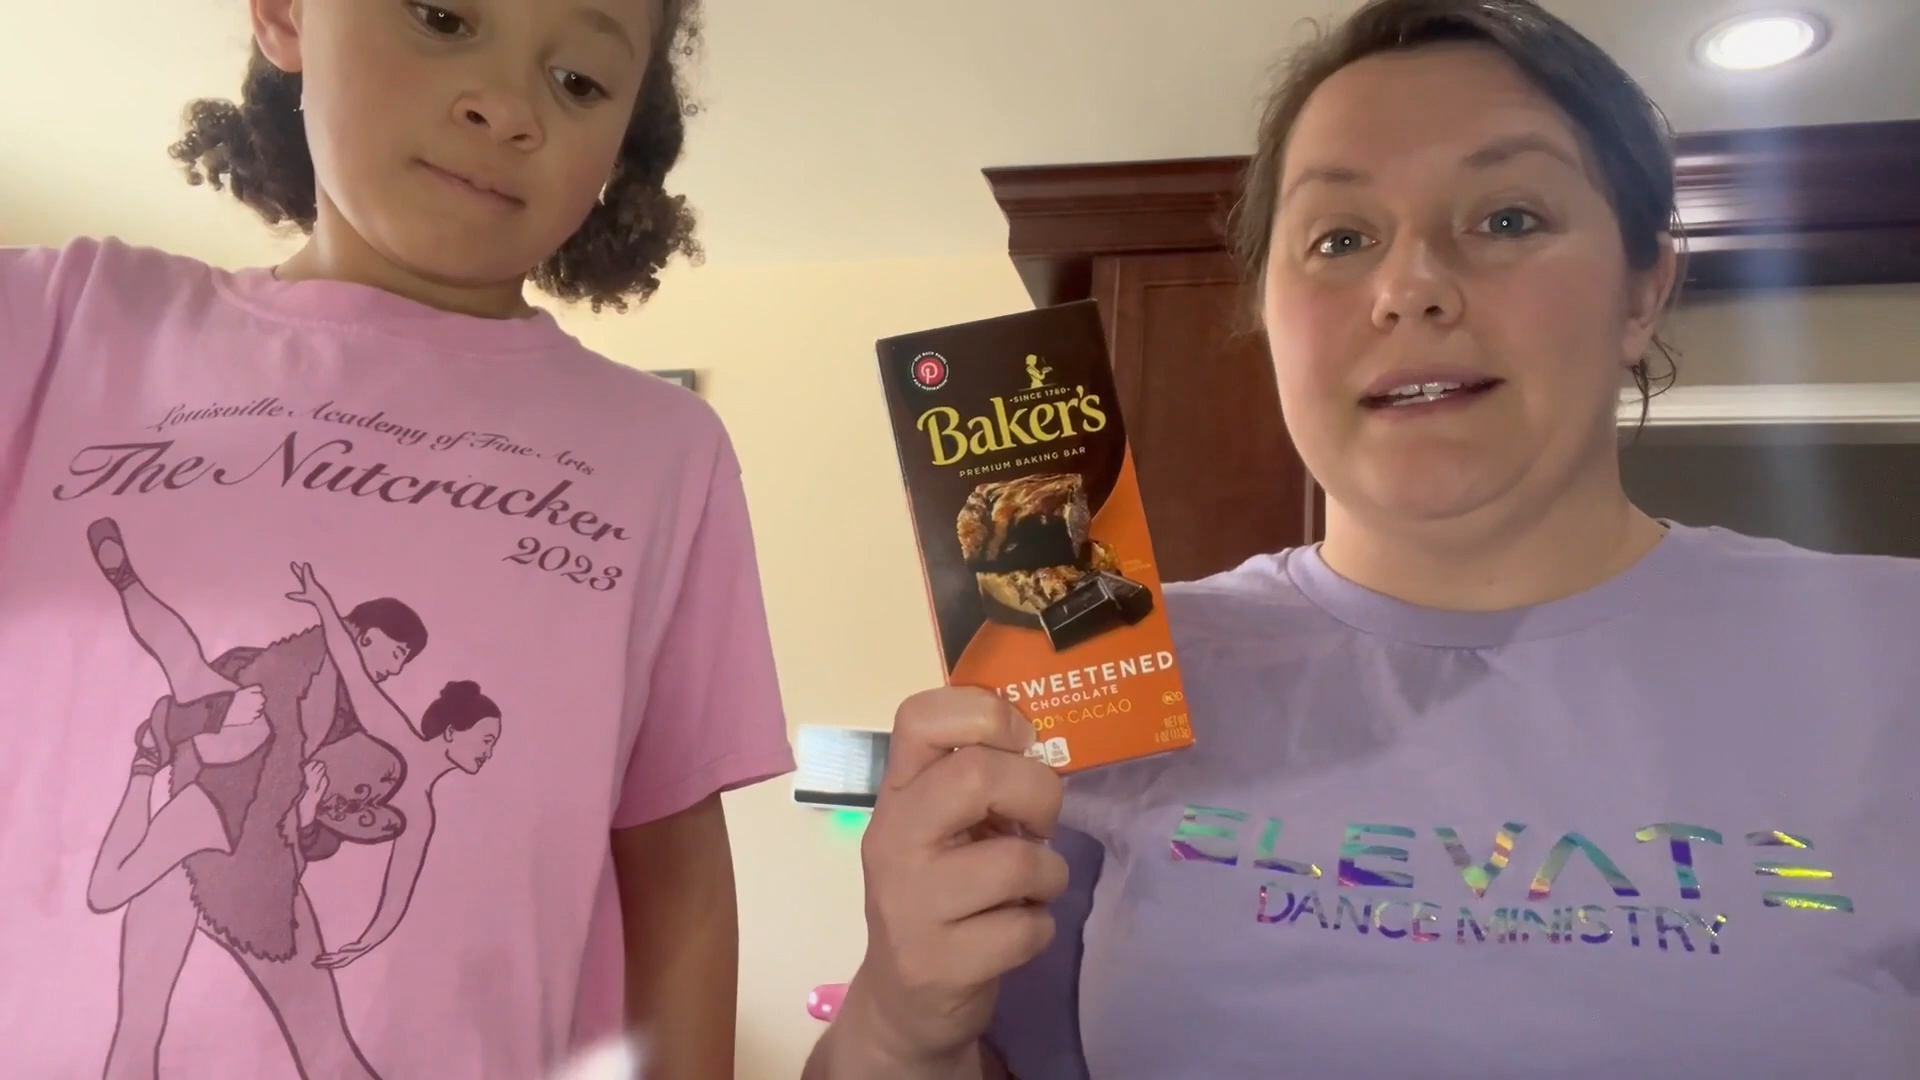 Louisville Academy of Fine Arts
The Nutcracker
2023
SINCE 1780
Baker's
PREMIUM BAKING BAR
SWEETENED
CHOCOLATE
CACAO
NET WT
ELEVATE
DANCE MINISTRY